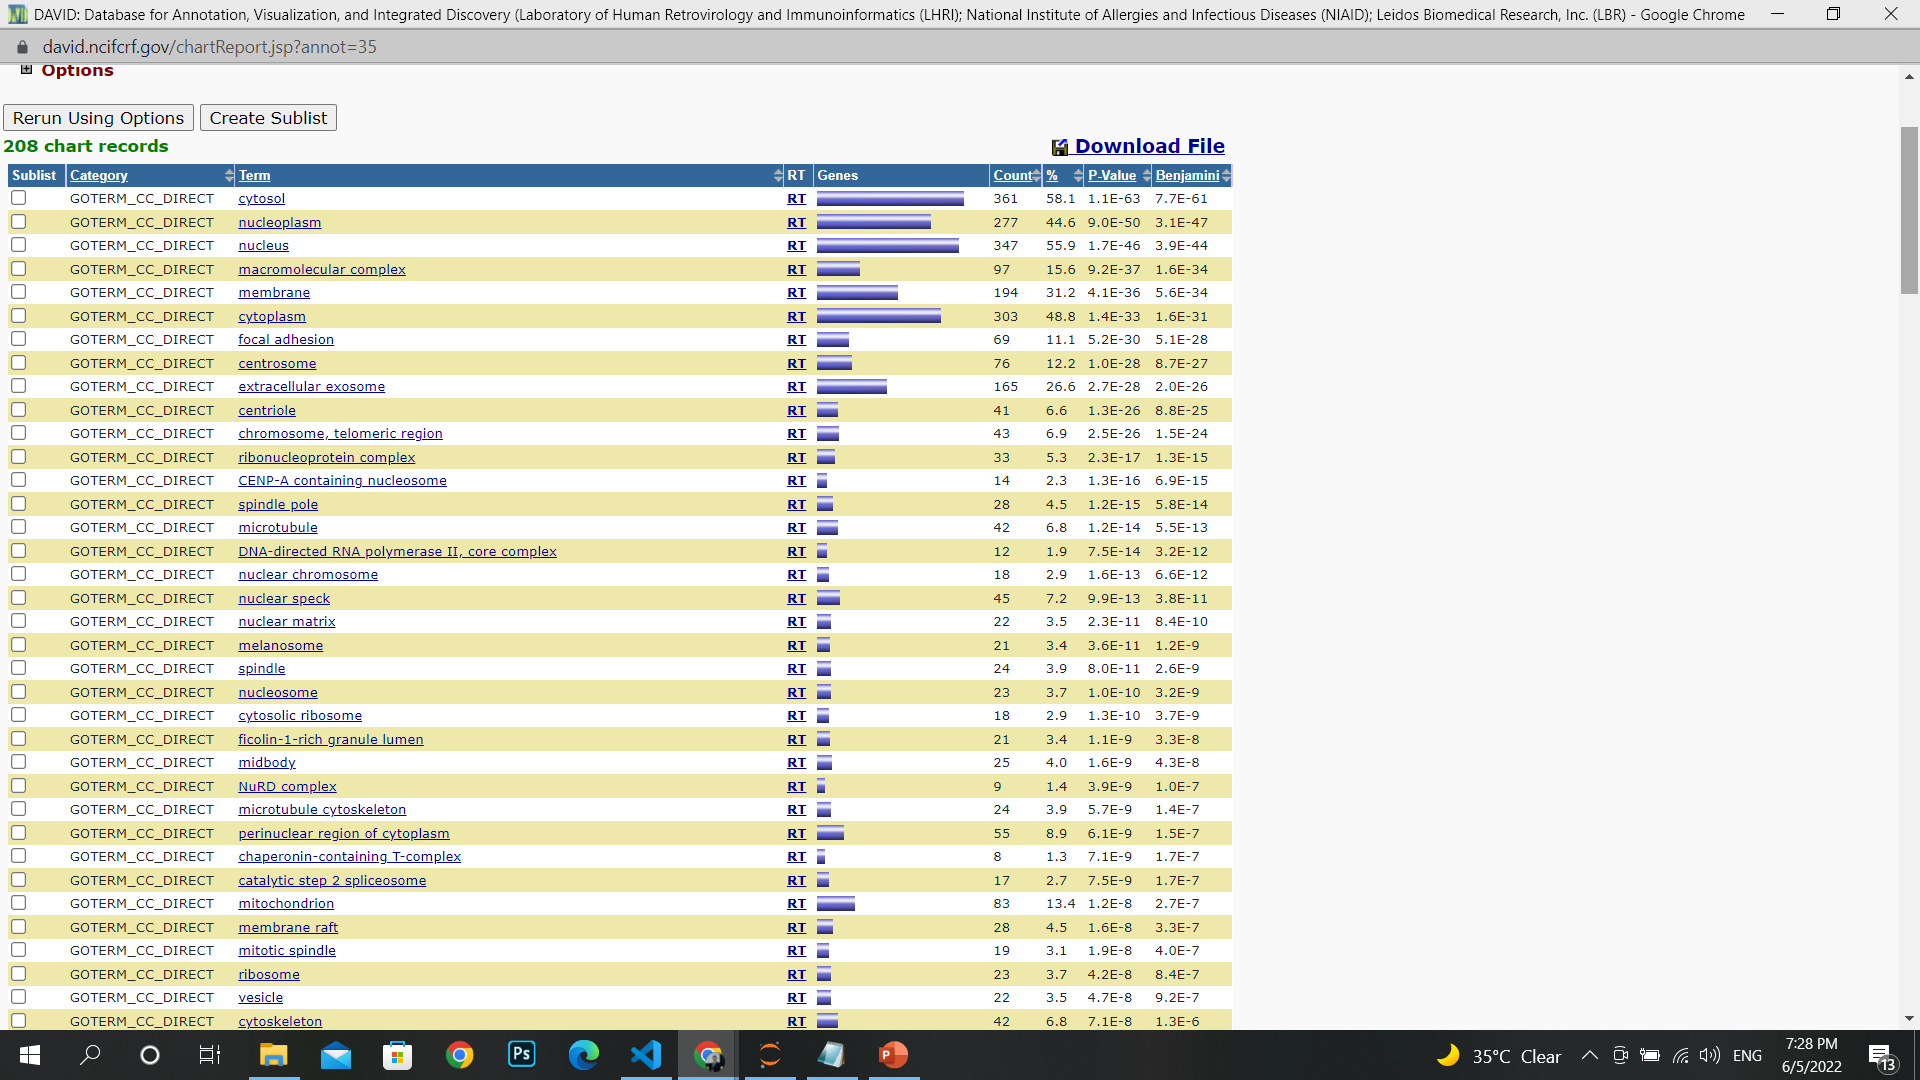 DAVID: Database for Annotation, Visualization, and Integrated Discovery (Laboratory of Human Retrovirology and Immunoinformatics (LHRI); National Institute of Allergies and Infectious Diseases (NIAID); Leidos Biomedical Research, Inc. (LBR) - Google Chrome
david.ncifcrf.gov/chartReport.jsp?annot=35
Options
Rerun Using Options Create Sublist
208 chart records Download File
Sublist Category Term RT Genes Count % P-Value Benjamini
GOTERM_CC_DIRECT cytosol RT 361 58.1 1.1E-63 7.7E-61
GOTERM_CC_DIRECT nucleoplasm RT 277 44.6 9.0E-50 3.1E-47
GOTERM_CC_DIRECT nucleus RT 347 55.9 1.7E-46 3.9E-44
GOTERM_CC_DIRECT macromolecular complex RT 97 15.6 9.2E-37 1.6E-34
GOTERM_CC_DIRECT membrane RT 194 31.2 4.1E-36 5.6E-34
GOTERM_CC_DIRECT cytoplasm RT 303 48.8 1.4E-33 1.6E-31
GOTERM_CC_DIRECT focal adhesion RT 69 11.1 5.2E-30 5.1E-28
GOTERM_CC_DIRECT centrosome RT 76 12.2 1.0E-28 8.7E-27
GOTERM_CC_DIRECT extracellular exosome RT 165 26.6 2.7E-28 2.0E-26
GOTERM_CC_DIRECT centriole RT 41 6.6 1.3E-26 8.8E-25
GOTERM_CC_DIRECT chromosome, telomeric region RT 43 6.9 2.5E-26 1.5E-24
GOTERM_CC_DIRECT ribonucleoprotein complex RT 33 5.3 2.3E-17 1.3E-15
GOTERM_CC_DIRECT CENP-A containing nucleosome RT 14 2.3 1.3E-16 6.9E-15
GOTERM_CC_DIRECT spindle pole RT 28 4.5 1.2E-15 5.8E-14
GOTERM_CC_DIRECT microtubule RT 42 6.8 1.2E-14 5.5E-13
GOTERM_CC_DIRECT DNA-directed RNA polymerase II, core complex RT 12 1.9 7.5E-14 3.2E-12
GOTERM_CC_DIRECT nuclear chromosome RT 18 2.9 1.6E-13 6.6E-12
GOTERM_CC_DIRECT nuclear speck RT 45 7.2 9.9E-13 3.8E-11
GOTERM_CC_DIRECT nuclear matrix RT 22 3.5 2.3E-11 8.4E-10
GOTERM_CC_DIRECT melanosome RT 21 3.4 3.6E-11 1.2E-9
GOTERM_CC_DIRECT spindle RT 24 3.9 8.0E-11 2.6E-9
GOTERM_CC_DIRECT nucleosome RT 23 3.7 1.0E-10 3.2E-9
GOTERM_CC_DIRECT cytosolic ribosome RT 18 2.9 1.3E-10 3.7E-9
GOTERM_CC_DIRECT ficolin-1-rich granule lumen RT 21 3.4 1.1E-9 3.3E-8
GOTERM_CC_DIRECT midbody RT 25 4.0 1.6E-9 4.3E-8
GOTERM_CC_DIRECT NuRD complex RT 9 1.4 3.9E-9 1.0E-7
GOTERM_CC_DIRECT microtubule cytoskeleton RT 24 3.9 5.7E-9 1.4E-7
GOTERM_CC_DIRECT perinuclear region of cytoplasm RT 55 8.9 6.1E-9 1.5E-7
GOTERM_CC_DIRECT chaperonin-containing T-complex RT 8 1.3 7.1E-9 1.7E-7
GOTERM_CC_DIRECT catalytic step 2 spliceosome RT 17 2.7 7.5E-9 1.7E-7
GOTERM_CC_DIRECT mitochondrion RT 83 13.4 1.2E-8 2.7E-7
GOTERM_CC_DIRECT membrane raft RT 28 4.5 1.6E-8 3.3E-7
GOTERM_CC_DIRECT mitotic spindle RT 19 3.1 1.9E-8 4.0E-7
GOTERM_CC_DIRECT ribosome RT 23 3.7 4.2E-8 8.4E-7
GOTERM_CC_DIRECT vesicle RT 22 3.5 4.7E-8 9.2E-7
GOTERM_CC_DIRECT cytoskeleton RT 42 6.8 7.1E-8 1.3E-6
Ps P 35°C Clear ENG 7:28 PM
6/5/2022 13